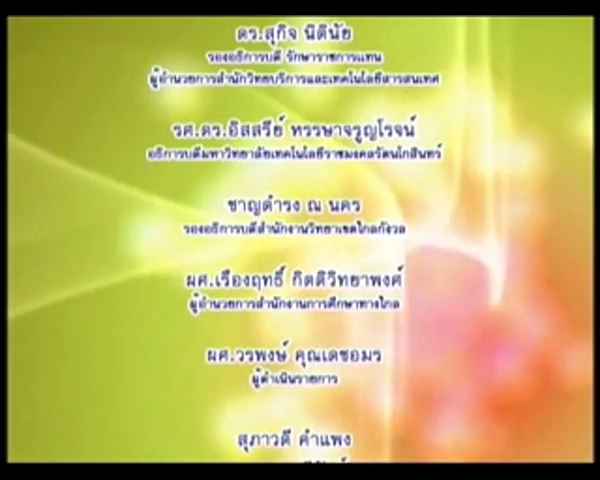 ดร.สุกิจ นิตินัย
รองอธิการบดี รักษาราชการแทน
ผู้อำนวยการสำนักวิทยบริการและเทคโนโลยีสารสนเทศ
รศ.ดร.อิสสรีย์ หรรษาจรูญโรจน์
อธิการบดีมหาวิทยาลัยเทคโนโลยีราชมงคลรัตนโกสินทร์
ชาญดำรง ณ นคร
รองอธิการบดีสำนักงานวิทยาเขตไกลกังวล
ผศ.เรืองฤทธิ์ กิตติวิทยาพงศ์
ผู้อำนวยการสำนักงานการศึกษาทางไกล
ผศ.วรพงษ์ คุณเดชอมร
ผู้ดำเนินรายการ
สุภาวดี คำแพง